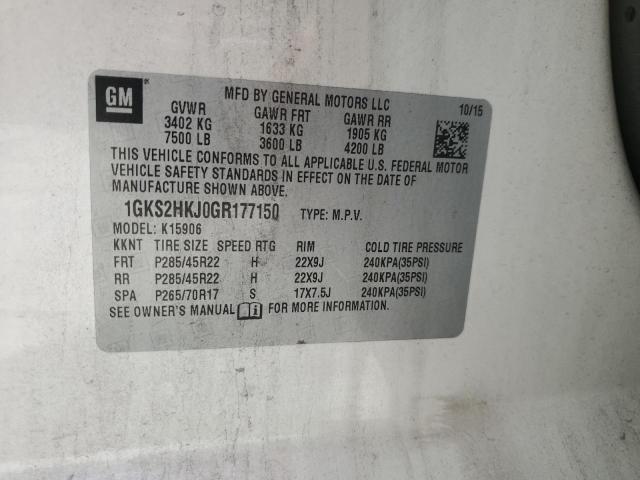 GM
MFD BY GENERAL MOTORS LLC 10/15
GVWR GAWR FRT GAWR RR
3402 KG 1633 KG 1905 KG
7500 LB 3600 LB 4200 LB
THIS VEHICLE CONFORMS TO ALL APPLICABLE U.S. FEDERAL MOTOR
VEHICLE SAFETY STANDARDS IN EFFECT ON THE DATE OF
MANUFACTURE SHOWN ABOVE.
1GKS2HKJ0GR177150 TYPE: M.P.V.
MODEL: K15906
KKNT TIRE SIZE SPEED RTG RIM COLD TIRE PRESSURE
FRT P285/45R22 H 22X9J 240KPA(35PSI)
RR P285/45R22 H 22X9J 240KPA(35PSI)
SPA P265/70R17 S 17X7.5J 240KPA(35PSI)
SEE OWNER'S MANUAL i FOR MORE INFORMATION.